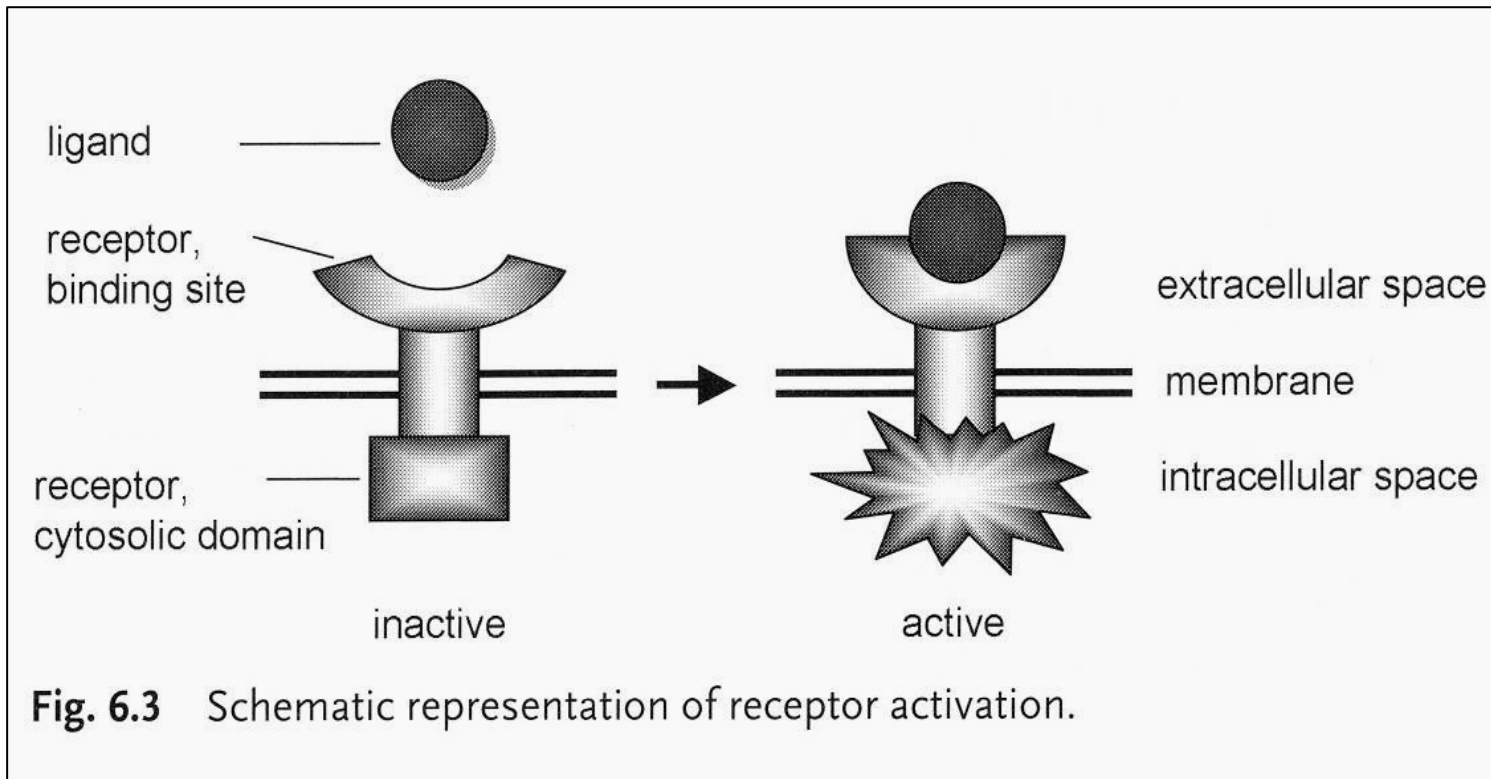 ligand
receptor,
binding site
receptor,
cytosolic domain
inactive
extracellular space
membrane
intracellular space
active
Fig. 6.3 Schematic representation of receptor activation.